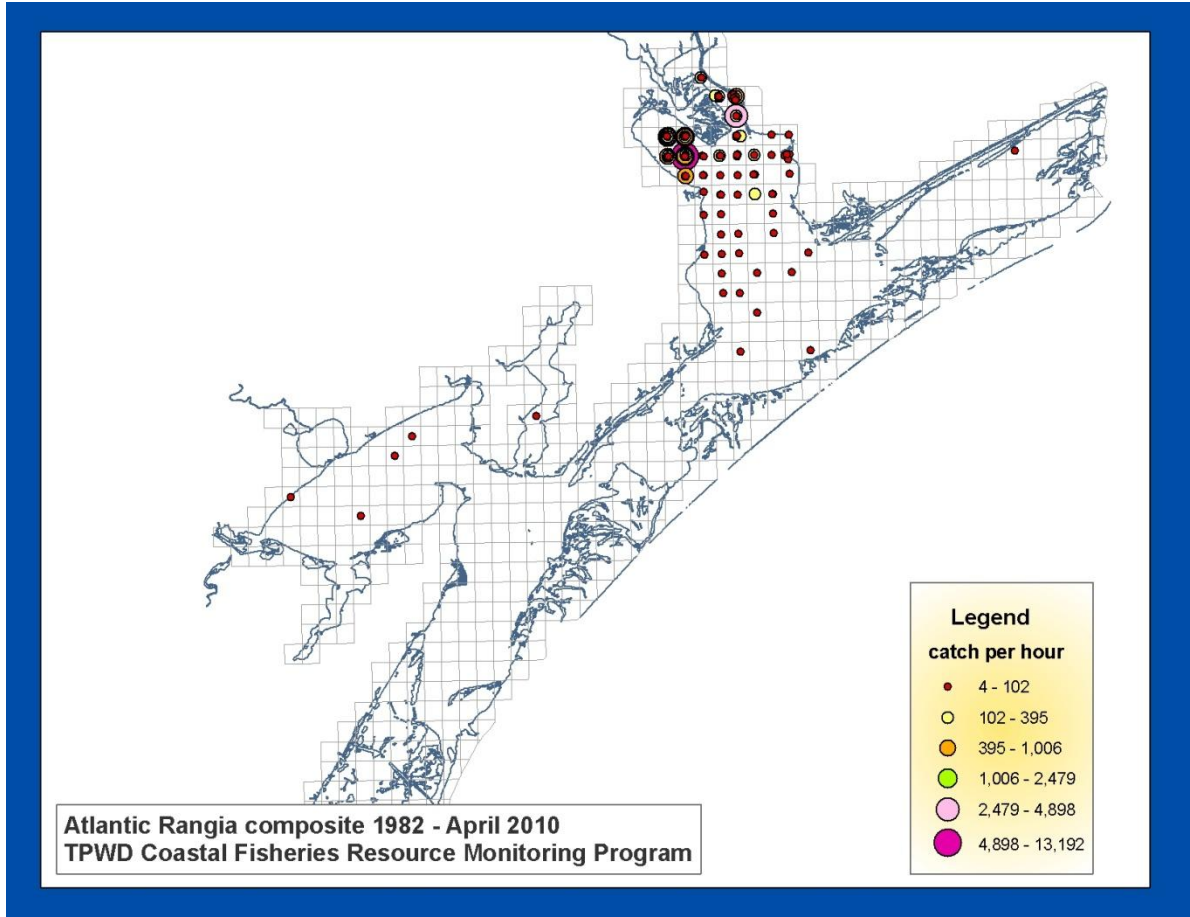 Legend
catch per hour
4 - 102
102 - 395
395 - 1,006
1,006 - 2,479
2,479 - 4,898
4,898 - 13,192
Atlantic Rangia composite 1982 - April 2010
TPWD Coastal Fisheries Resource Monitoring Program